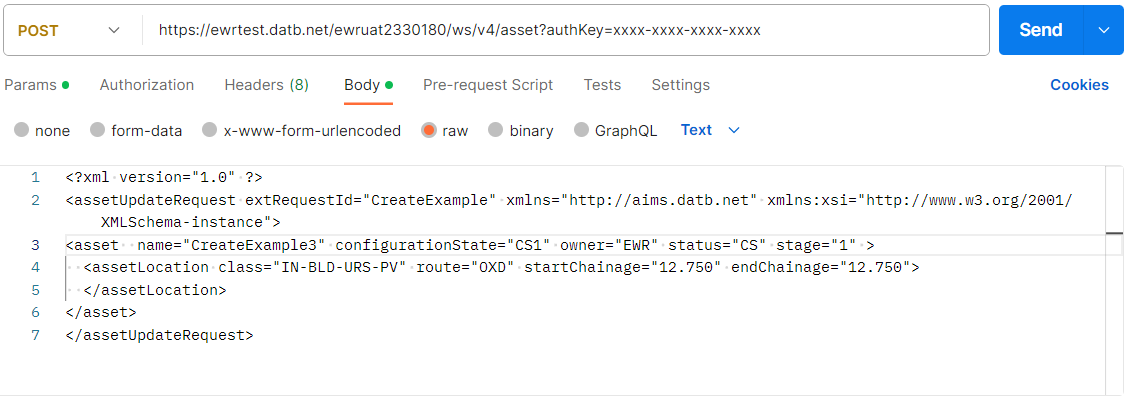 POST https://ewrtest.datb.net/ewruat2330180/ws/v4/asset?authKey=xxxx-xxxx-xxxx-xxxx Send
Params Authorization Headers (8) Body Pre-request Script Tests Settings Cookies
none form-data x-www-form-urlencoded raw binary GraphQL Text
1 <?xml version="1.0" ?>
2 <assetUpdateRequest extRequestId="CreateExample" xmlns="http://aims.datb.net" xmlns:xsi="http://www.w3.org/2001/
XMLSchema-instance">
3 <asset  name="CreateExample3" configurationState="CS1" owner="EWR" status="CS" stage="1" >
4   <assetLocation class="IN-BLD-URS-PV" route="OXD" startChainage="12.750" endChainage="12.750">
5   </assetLocation>
6 </asset>
7 </assetUpdateRequest>